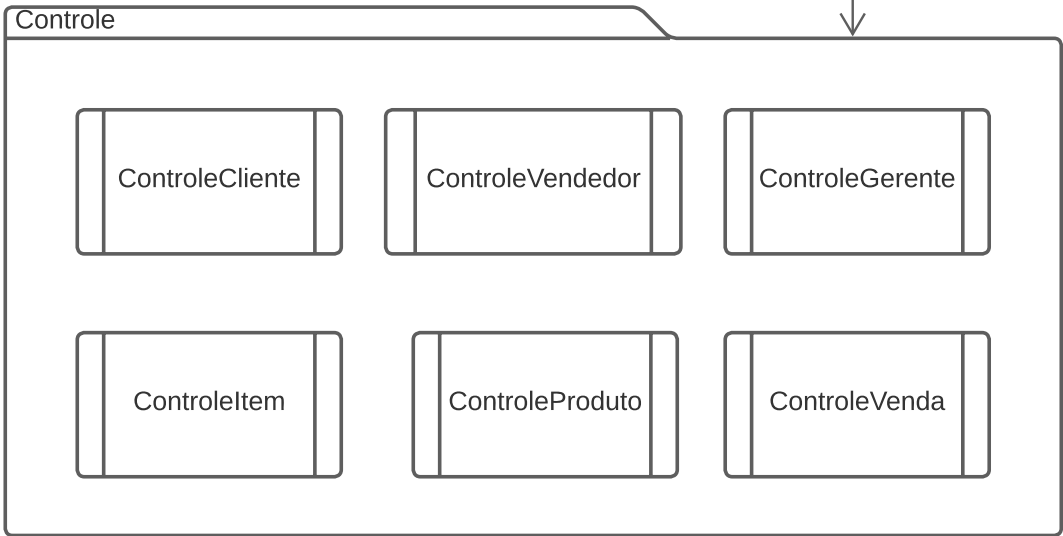 Controle
ControleCliente
ControleVendedor
ControleGerente
ControleItem
ControleProduto
ControleVenda